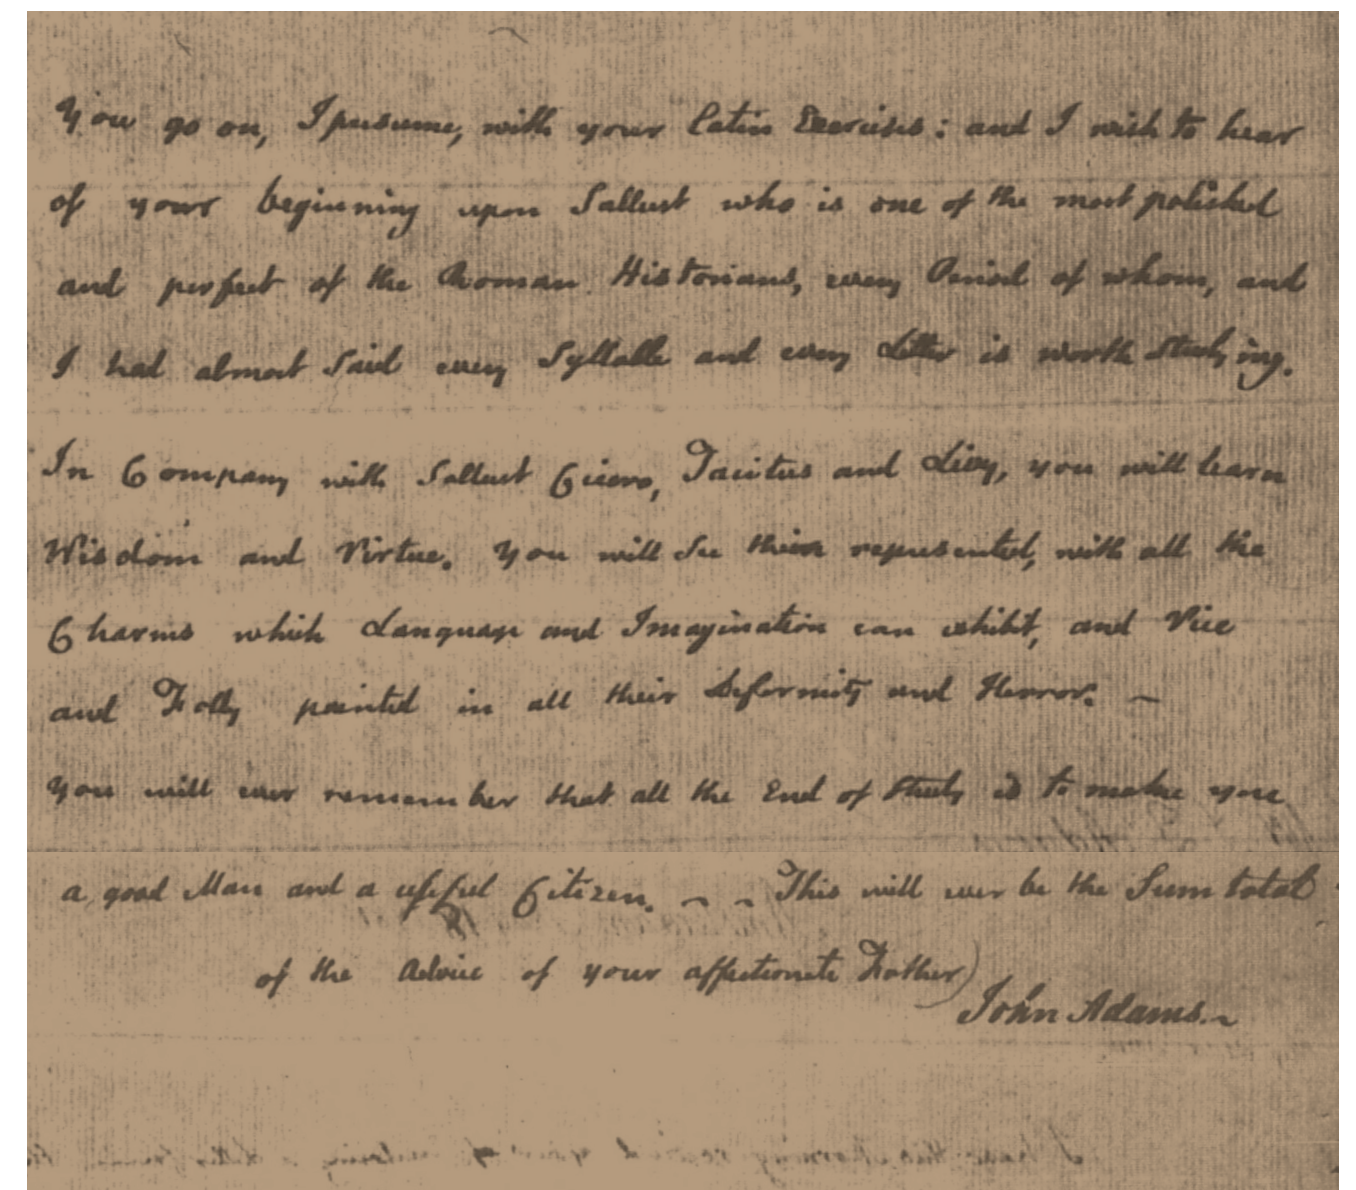 You go on, I presume, with your latin Exercises: and I wish to hear
of your beginning upon Sallust who is one of the most polished
and perfect of the Roman Historians, every Period of whom, and
I had almost Said every Syllable and every Letter is worth Studying.
In Company with Sallust Cicero, Tacitus and Livy, you will learn
Wisdom and Virtue. You will See them represented, with all the
Charms which Language and Imagination can exhibit, and Vice
and Folly painted in all their Deformity and Horror. —
You will ever remember that all the End of Study is to make you
a good Man and a useful Citizen. — — This will ever be the Sum total
of the Advice of your affectionate Father
John Adams. —